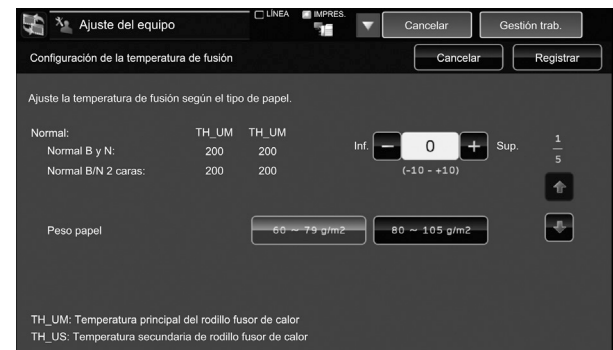 Ajuste del equipo
LÍNEA
IMPRES.
Cancelar
Gestión trab.
Configuración de la temperatura de fusión
Cancelar
Registrar
Ajuste la temperatura de fusión según el tipo de papel.
Normal: TH_UM TH_UM
Inf. − 0 + Sup.
(-10 - +10)
1
5
Normal B y N: 200 200
Normal B/N 2 caras: 200 200
Peso papel 60 ~ 79 g/m2 80 ~ 105 g/m2
TH_UM: Temperatura principal del rodillo fusor de calor
TH_US: Temperatura secundaria de rodillo fusor de calor